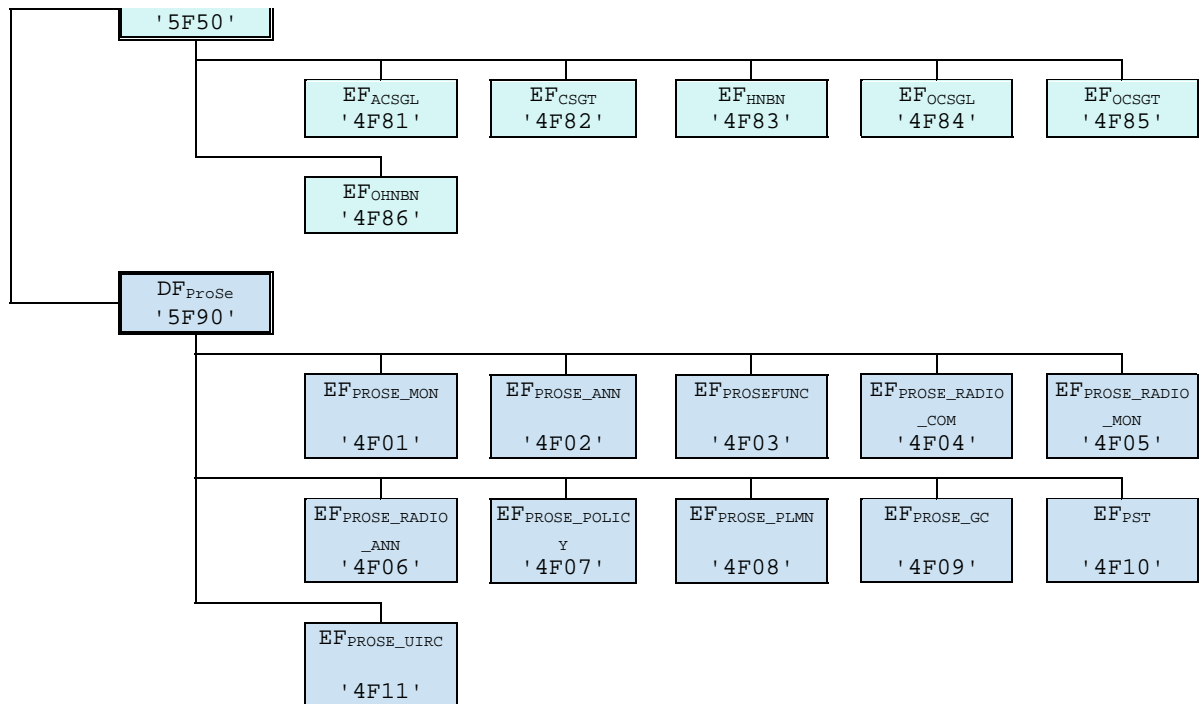 '5F50'
EFACSGL
'4F81'
EFCSGT
'4F82'
EFHNBN
'4F83'
EFOCSGL
'4F84'
EFOCSGT
'4F85'
EFOHNBN
'4F86'
DFProSe
'5F90'
EFPROSE_MON
'4F01'
EFPROSE_ANN
'4F02'
EFPROSEFUNC
'4F03'
EFPROSE_RADIO
_COM
'4F04'
EFPROSE_RADIO
_MON
'4F05'
EFPROSE_RADIO
_ANN
'4F06'
EFPROSE_POLIC
Y
'4F07'
EFPROSE_PLMN
'4F08'
EFPROSE_GC
'4F09'
EFPST
'4F10'
EFPROSE_UIRC
'4F11'